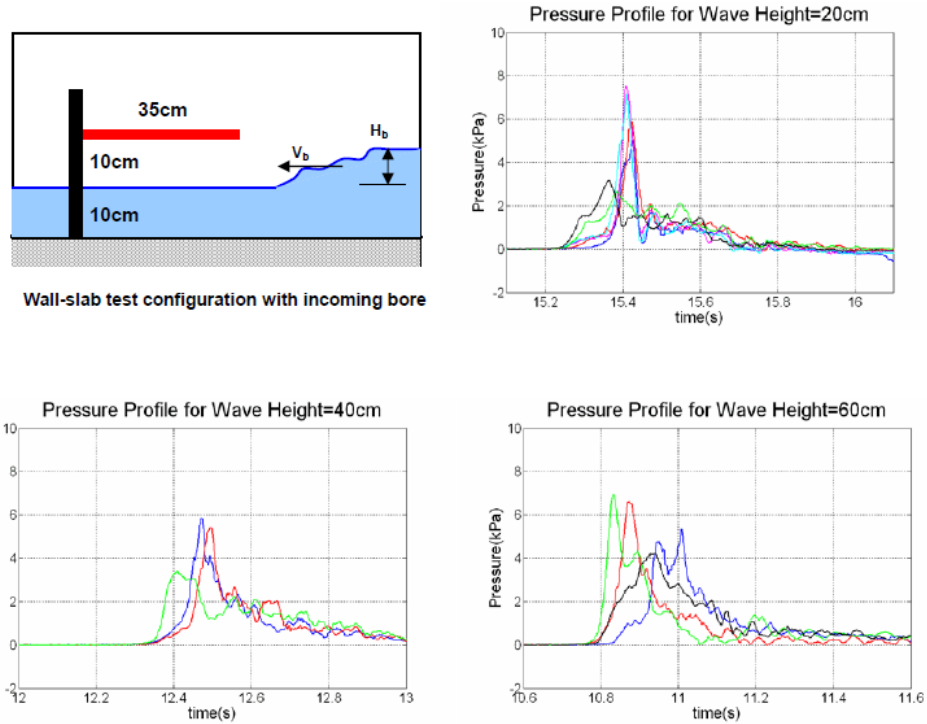 35cm
10cm
10cm
Vb
Hb
Wall-slab test configuration with incoming bore
Pressure Profile for Wave Height=20cm
10
8
6
4
2
0
-2
Pressure(kPa)
15.2
15.4
15.6
15.8
16
time(s)
Pressure Profile for Wave Height=40cm
10
8
6
4
2
0
-2
12
12.2
12.4
12.6
12.8
13
time(s)
Pressure Profile for Wave Height=60cm
10
8
6
4
2
0
-2
Pressure(kPa)
10.6
10.8
11
11.2
11.4
11.6
time(s)